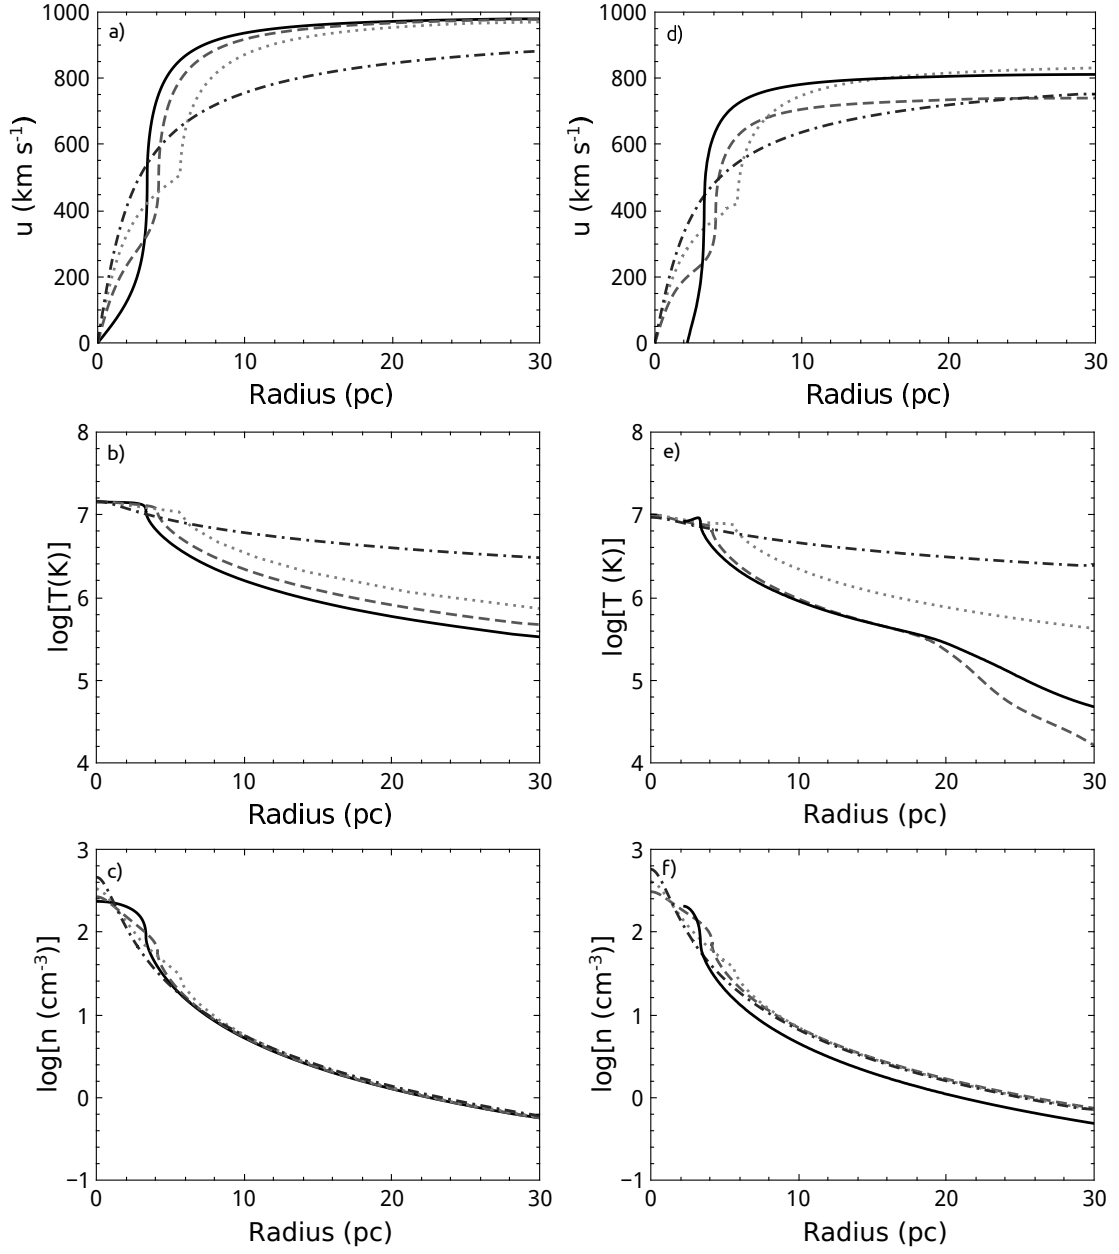 a)
1000
800
600
400
200
0
u (km s⁻¹)
0 10 20 30
Radius (pc)
d)
1000
800
600
400
200
0
u (km s⁻¹)
0 10 20 30
Radius (pc)
b)
8
7
6
5
4
log[T(K)]
0 10 20 30
Radius (pc)
e)
8
7
6
5
4
log[T (K)]
0 10 20 30
Radius (pc)
c)
3
2
1
0
−1
log[n (cm⁻³)]
0 10 20 30
Radius (pc)
f)
3
2
1
0
−1
log[n (cm⁻³)]
0 10 20 30
Radius (pc)